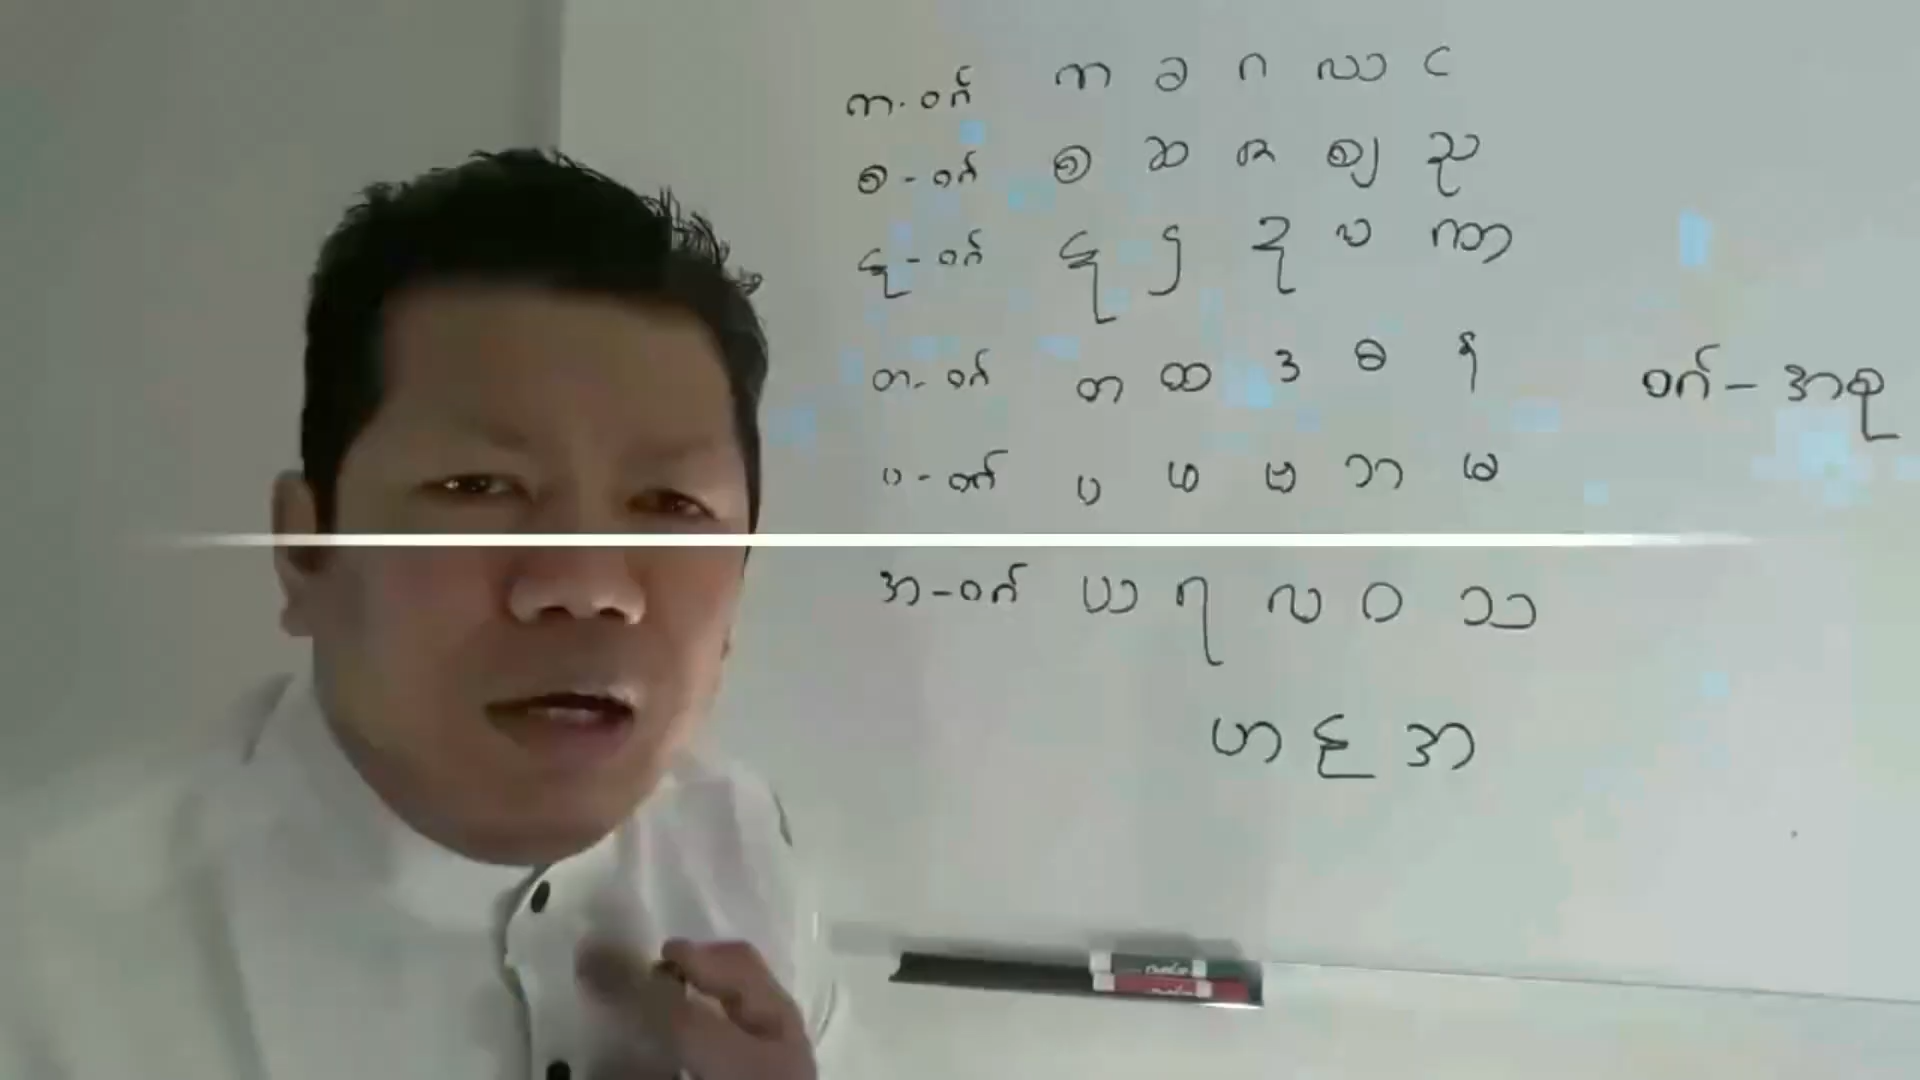 က-ဝဂ် က ခ ဂ ဃ င
စ-ဝဂ် စ ဆ ဇ ဈ ည
ဋ-ဝဂ် ဋ ဌ ဍ ဎ ဏ
တ-ဝဂ် တ ထ ဒ ဓ န
ဝဂ် - အစု
ပ-ဝဂ် ပ ဖ ဗ ဘ မ
အ-ဝဂ် ယ ရ လ ဝ သ
ဟ ဠ အ